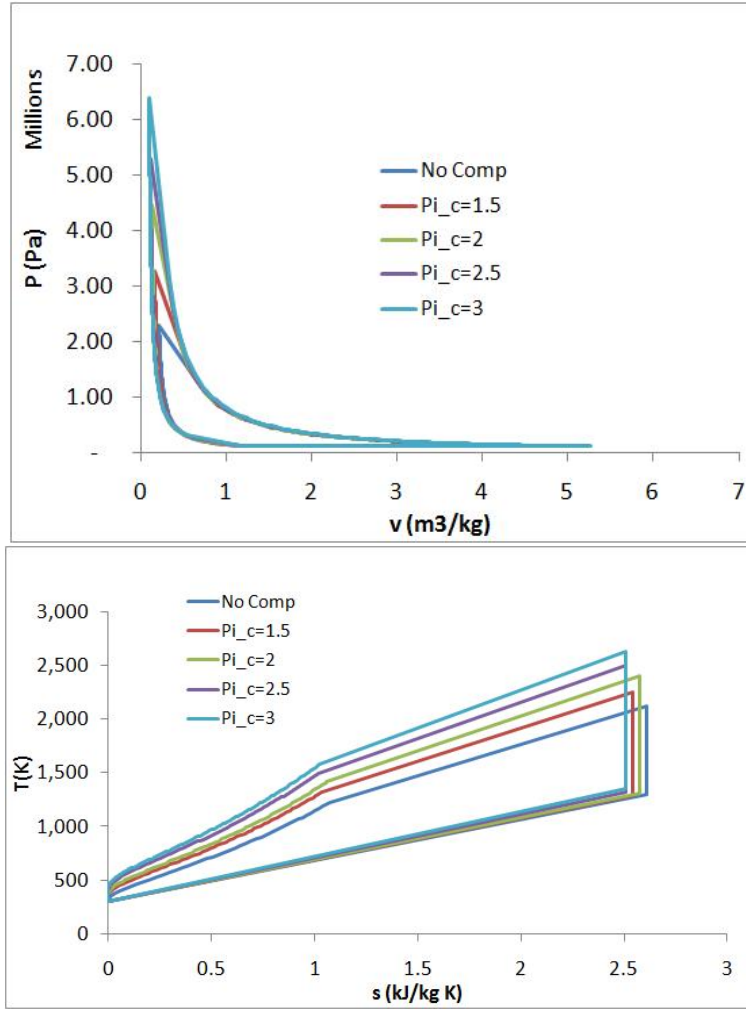 Millions
P (Pa)
7.00
6.00
5.00
4.00
3.00
2.00
1.00
-
0 1 2 3 4 5 6 7
v (m3/kg)
No Comp
Pi_c=1.5
Pi_c=2
Pi_c=2.5
Pi_c=3
T(K)
3,000
2,500
2,000
1,500
1,000
500
0
0 0.5 1 1.5 2 2.5 3
s (kJ/kg K)
No Comp
Pi_c=1.5
Pi_c=2
Pi_c=2.5
Pi_c=3